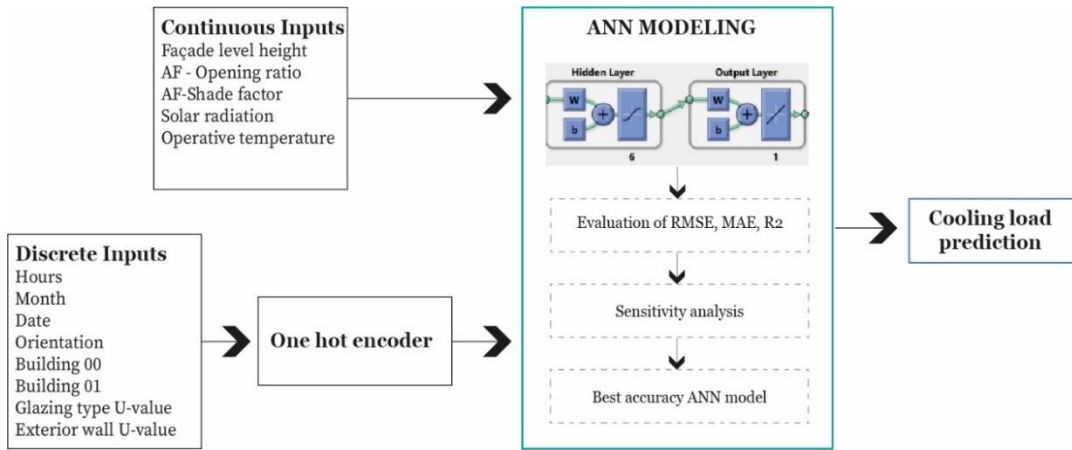 Continuous Inputs
Façade level height
AF - Opening ratio
AF-Shade factor
Solar radiation
Operative temperature
Discrete Inputs
Hours
Month
Date
Orientation
Building 00
Building 01
Glazing type U-value
Exterior wall U-value
One hot encoder
ANN MODELING
Hidden Layer
Output Layer
W
+
b
6
W
+
b
1
Evaluation of RMSE, MAE, R2
Sensitivity analysis
Best accuracy ANN model
Cooling load
prediction